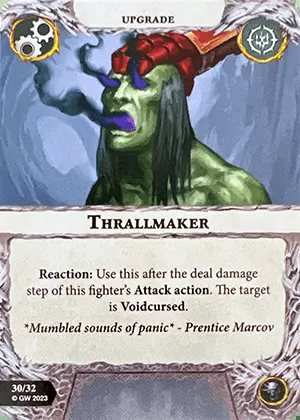 UPGRADE
THRALLMAKER
Reaction: Use this after the deal damage
step of this fighter's Attack action. The target
is Voidcursed.
*Mumbled sounds of panic* - Prentice Marcov
30/32
© GW 2023